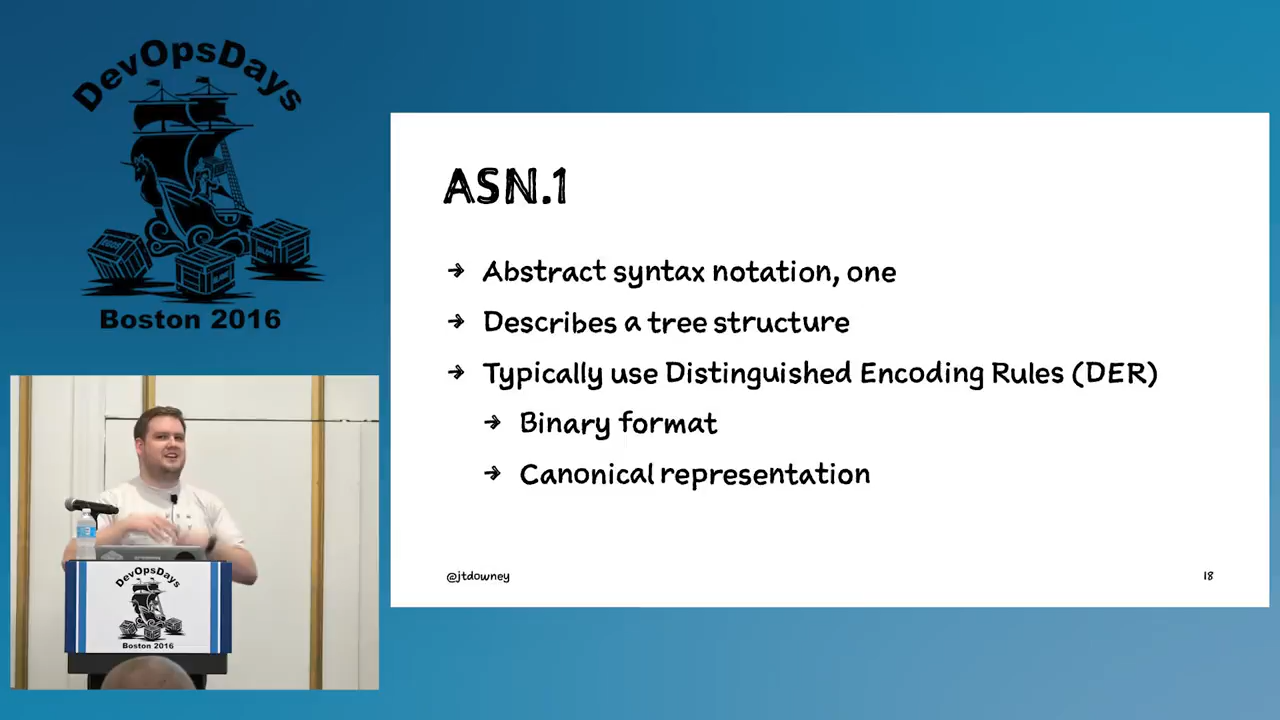 DevOpsDays
Boston 2016
ASN.1
→ Abstract syntax notation, one
→ Describes a tree structure
→ Typically use Distinguished Encoding Rules (DER)
→ Binary format
→ Canonical representation
@jtdowney
18
DevOpsDays
Boston 2016